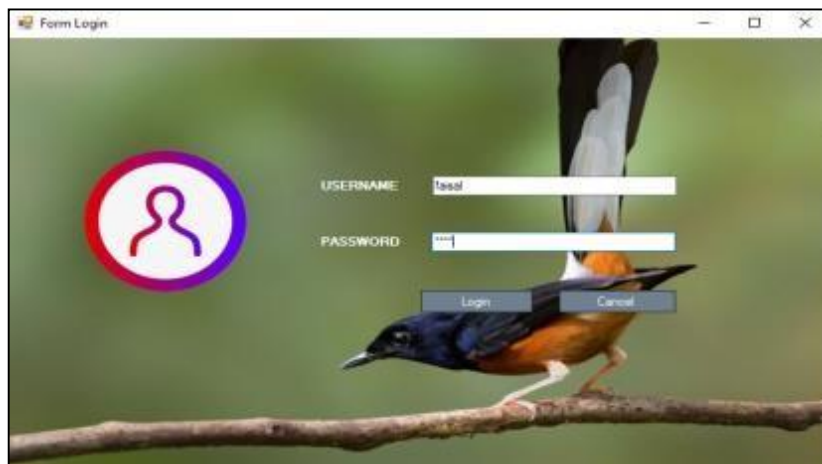 Form Login
USERNAME
faisal
PASSWORD
****
Login
Cancel